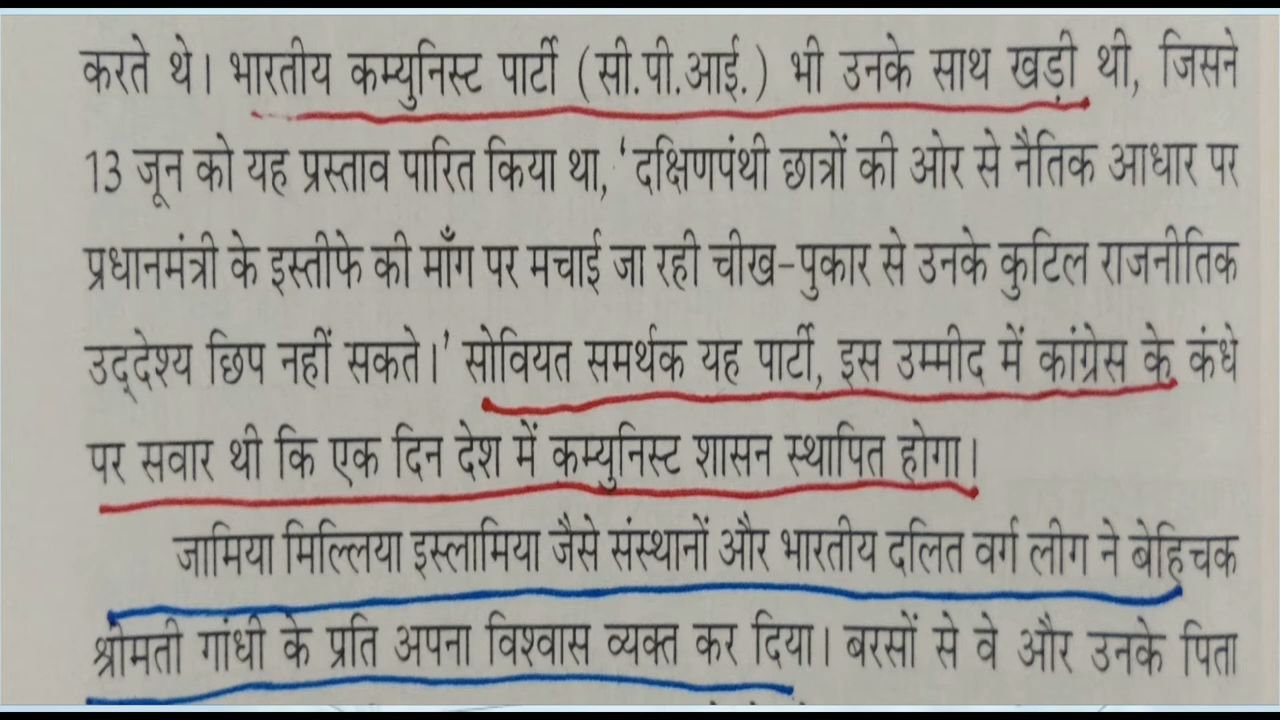 करते थे। भारतीय कम्युनिस्ट पार्टी (सी.पी.आई.) भी उनके साथ खड़ी थी, जिसने
13 जून को यह प्रस्ताव पारित किया था, ‘दक्षिणपंथी छात्रों की ओर से नैतिक आधार पर
प्रधानमंत्री के इस्तीफे की माँग पर मचाई जा रही चीख-पुकार से उनके कुटिल राजनीतिक
उद्देश्य छिप नहीं सकते।’ सोवियत समर्थक यह पार्टी, इस उम्मीद में कांग्रेस के कंधे
पर सवार थी कि एक दिन देश में कम्युनिस्ट शासन स्थापित होगा।
जामिया मिल्लिया इस्लामिया जैसे संस्थानों और भारतीय दलित वर्ग लीग ने बेहिचक
श्रीमती गांधी के प्रति अपना विश्वास व्यक्त कर दिया। बरसों से वे और उनके पिता